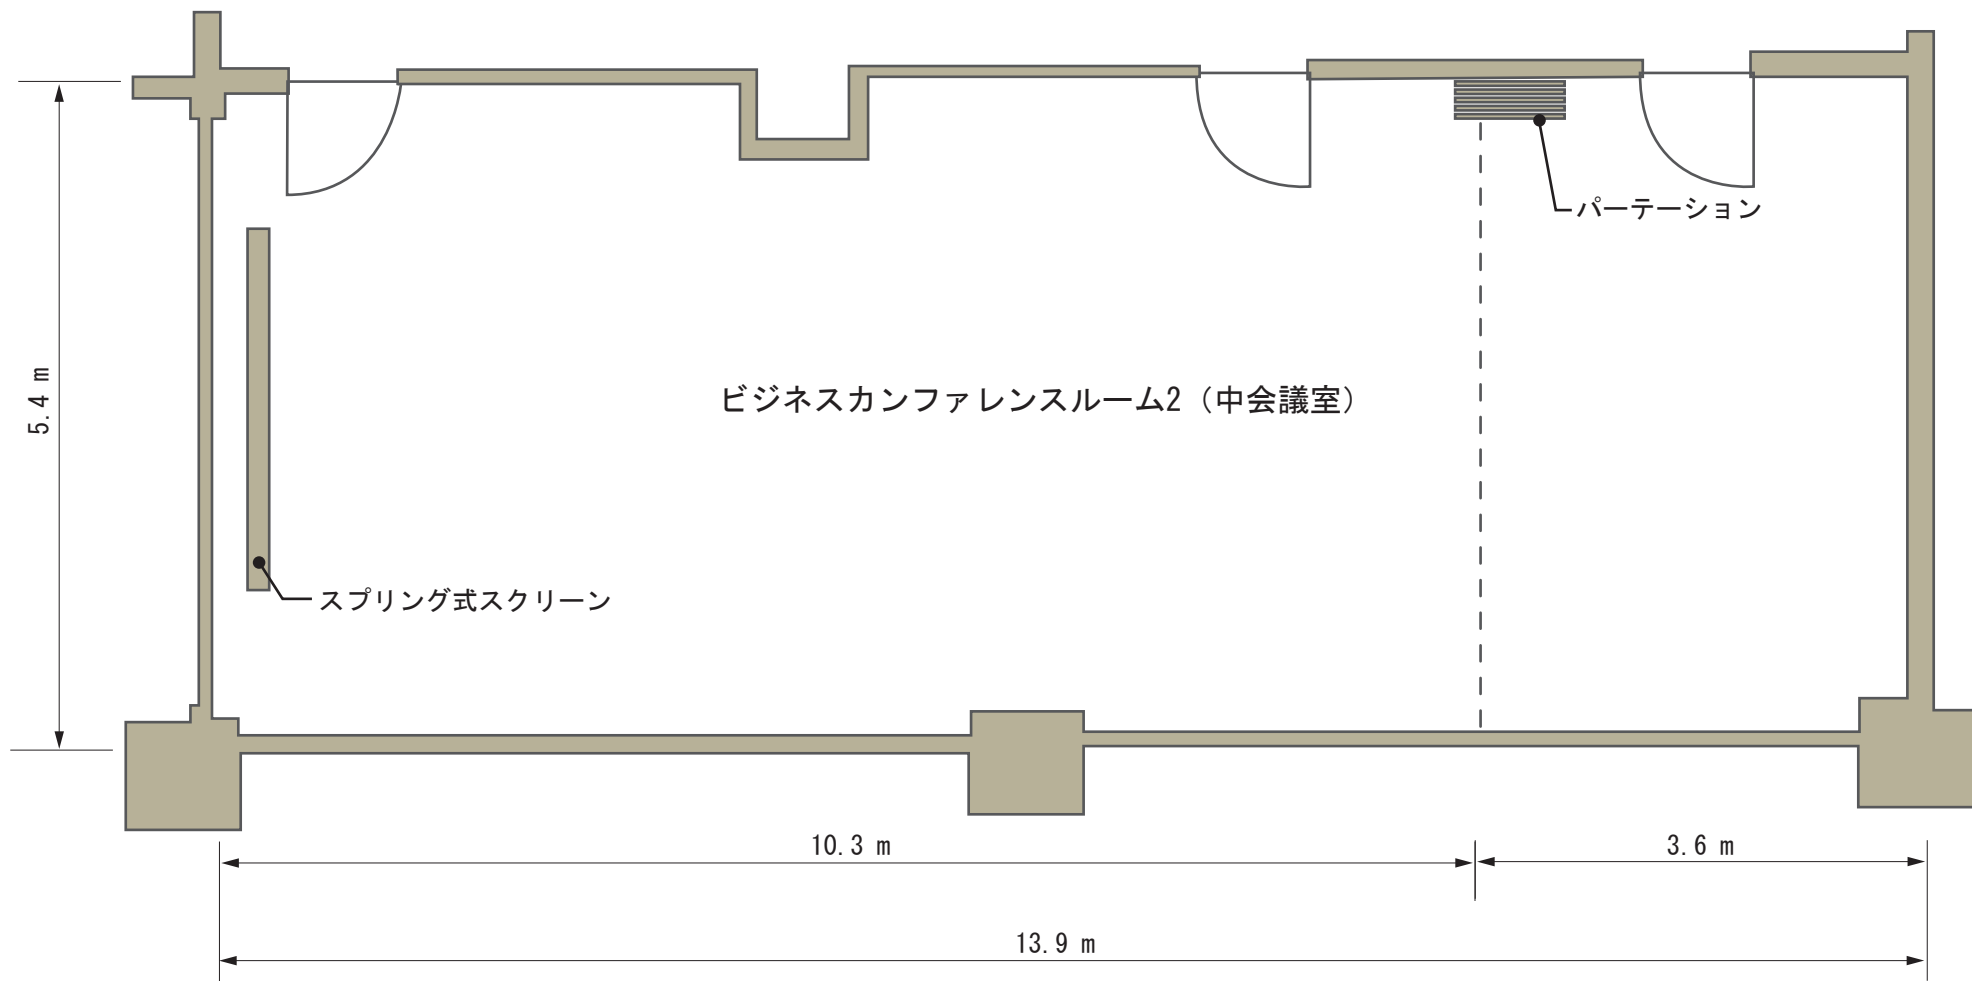 パーテーション
5.4 m
ビジネスカンファレンスルーム2（中会議室）
スプリング式スクリーン
10.3 m
3.6 m
13.9 m